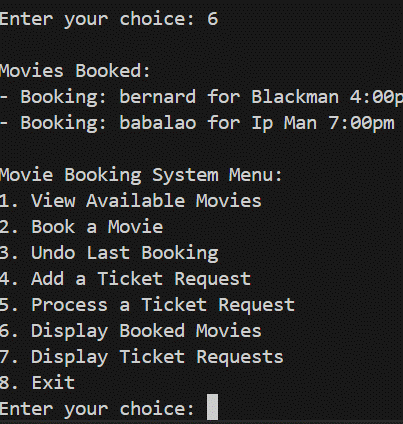 Enter your choice: 6
Movies Booked:
- Booking: bernard for Blackman 4:00p
- Booking: babalao for Ip Man 7:00pm
Movie Booking System Menu:
1. View Available Movies
2. Book a Movie
3. Undo Last Booking
4. Add a Ticket Request
5. Process a Ticket Request
6. Display Booked Movies
7. Display Ticket Requests
8. Exit
Enter your choice: